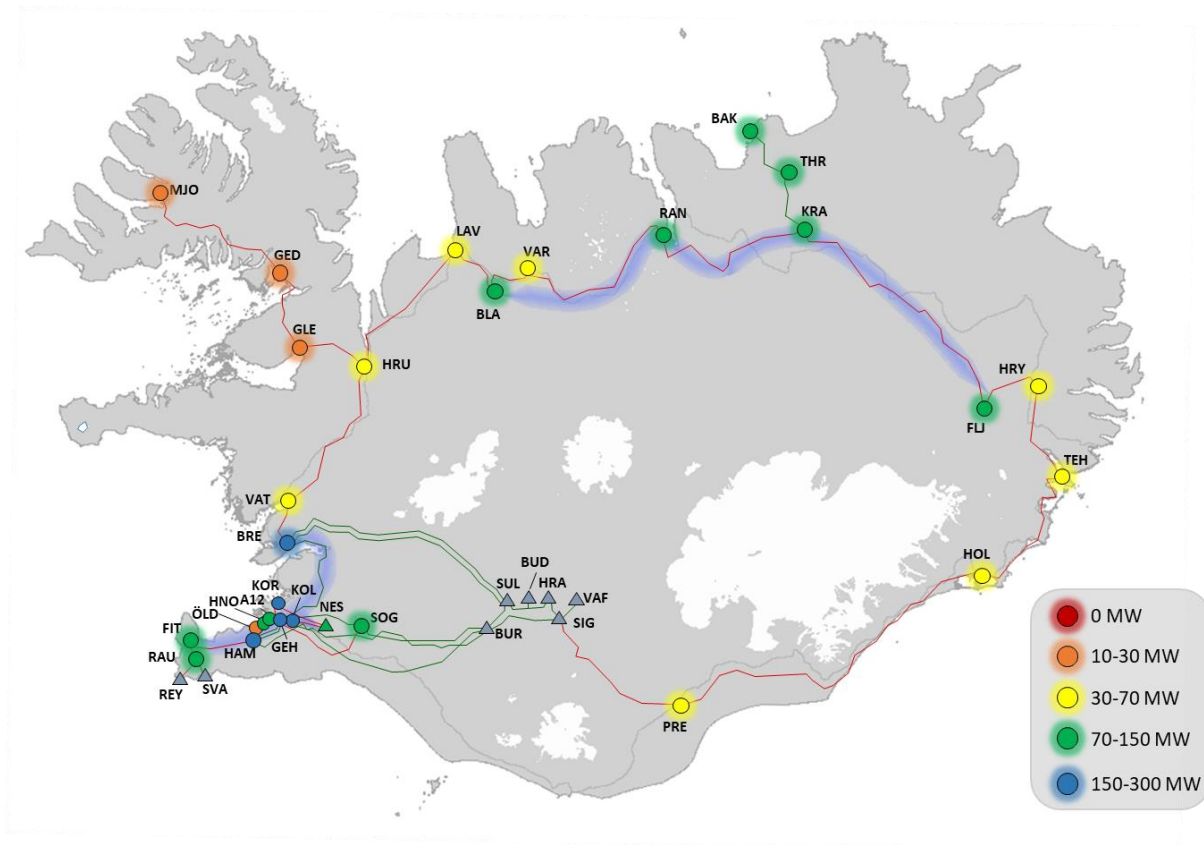 BAK
THR
MJO
RAN
KRA
LAV
VAR
GED
BLA
GLE
HRU
HRY
FLJ
TEH
VAT
BRE
HOL
BUD
SUL
HRA
VAF
KOR
KOL
HNO
A12
NES
ÖLD
SOG
SIG
FIT
BUR
GEH
HAM
RAU
REY
SVA
PRE
0 MW
10-30 MW
30-70 MW
70-150 MW
150-300 MW